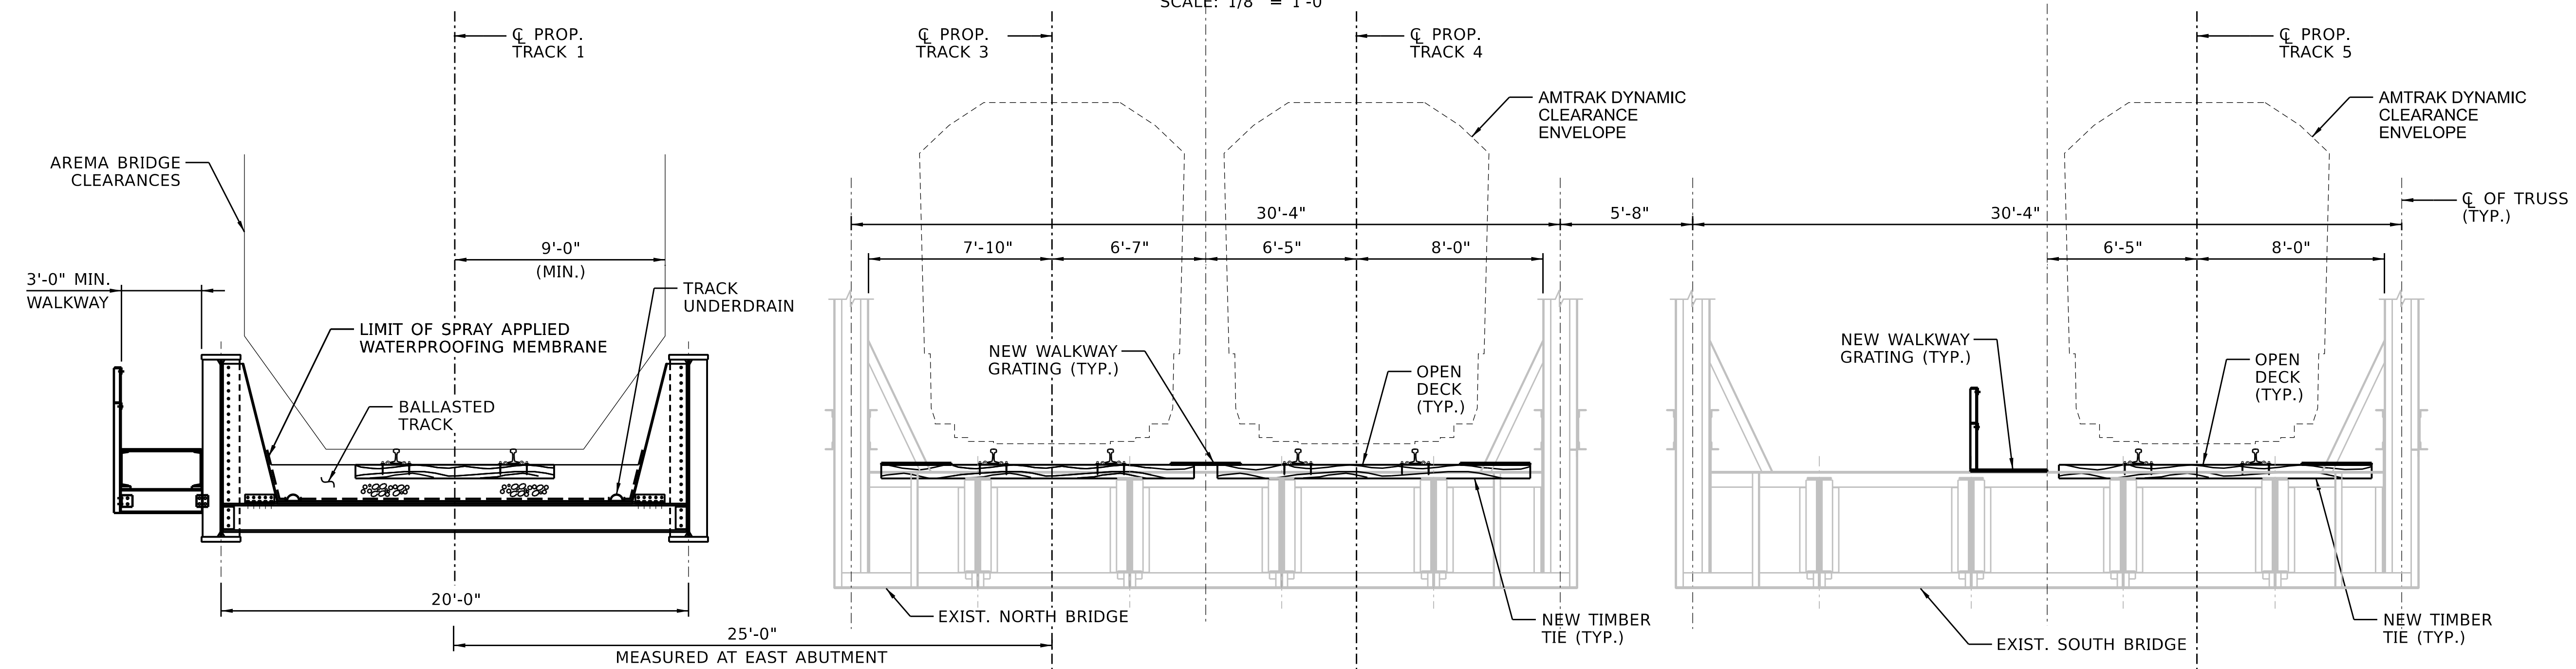 SCALE: 1/8" = 1'-0"
℄ PROP.
TRACK 1
℄ PROP.
TRACK 3
℄ PROP.
TRACK 4
℄ PROP.
TRACK 5
AMTRAK DYNAMIC
CLEARANCE
ENVELOPE
AMTRAK DYNAMIC
CLEARANCE
ENVELOPE
AREMA BRIDGE
CLEARANCES
℄ OF TRUSS
(TYP.)
30'-4"
5'-8"
30'-4"
9'-0"
(MIN.)
7'-10"
6'-7"
6'-5"
8'-0"
6'-5"
8'-0"
3'-0" MIN.
WALKWAY
TRACK
UNDERDRAIN
LIMIT OF SPRAY APPLIED
WATERPROOFING MEMBRANE
NEW WALKWAY
GRATING (TYP.)
OPEN
DECK
(TYP.)
NEW WALKWAY
GRATING (TYP.)
OPEN
DECK
(TYP.)
BALLASTED
TRACK
20'-0"
EXIST. NORTH BRIDGE
NEW TIMBER
TIE (TYP.)
EXIST. SOUTH BRIDGE
NEW TIMBER
TIE (TYP.)
25'-0"
MEASURED AT EAST ABUTMENT